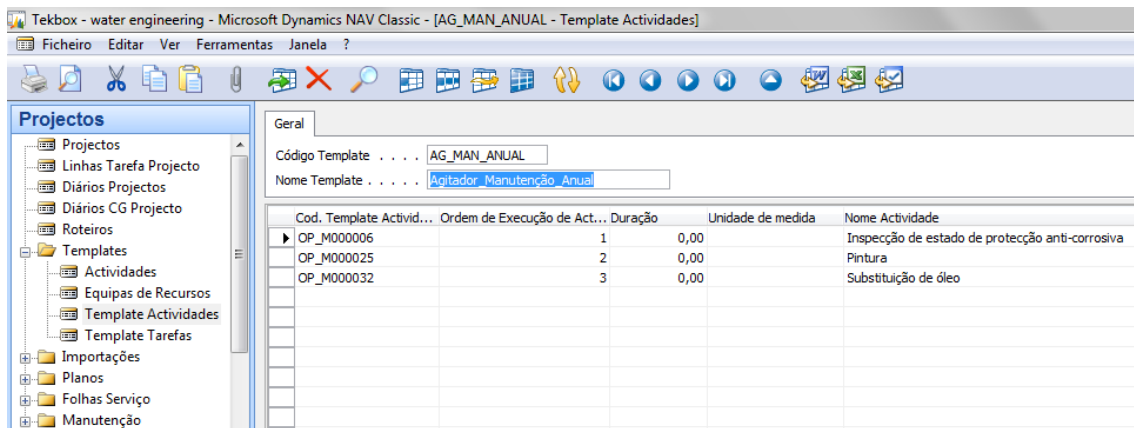 Tekbox - water engineering - Microsoft Dynamics NAV Classic - [AG_MAN_ANUAL - Template Actividades]
Ficheiro Editar Ver Ferramentas Janela ?
Projectos
Projectos
Linhas Tarefa Projecto
Diários Projectos
Diários CG Projecto
Roteiros
Templates
Actividades
Equipas de Recursos
Template Actividades
Template Tarefas
Importações
Planos
Folhas Serviço
Manutenção
Geral
Código Template . . . . AG_MAN_ANUAL
Nome Template . . . . . Agitador_Manutenção_Anual
Cod. Template Activid... Ordem de Execução de Act... Duração Unidade de medida Nome Actividade
OP_M000006 1 0,00 Inspecção de estado de protecção anti-corrosiva
OP_M000025 2 0,00 Pintura
OP_M000032 3 0,00 Substituição de óleo